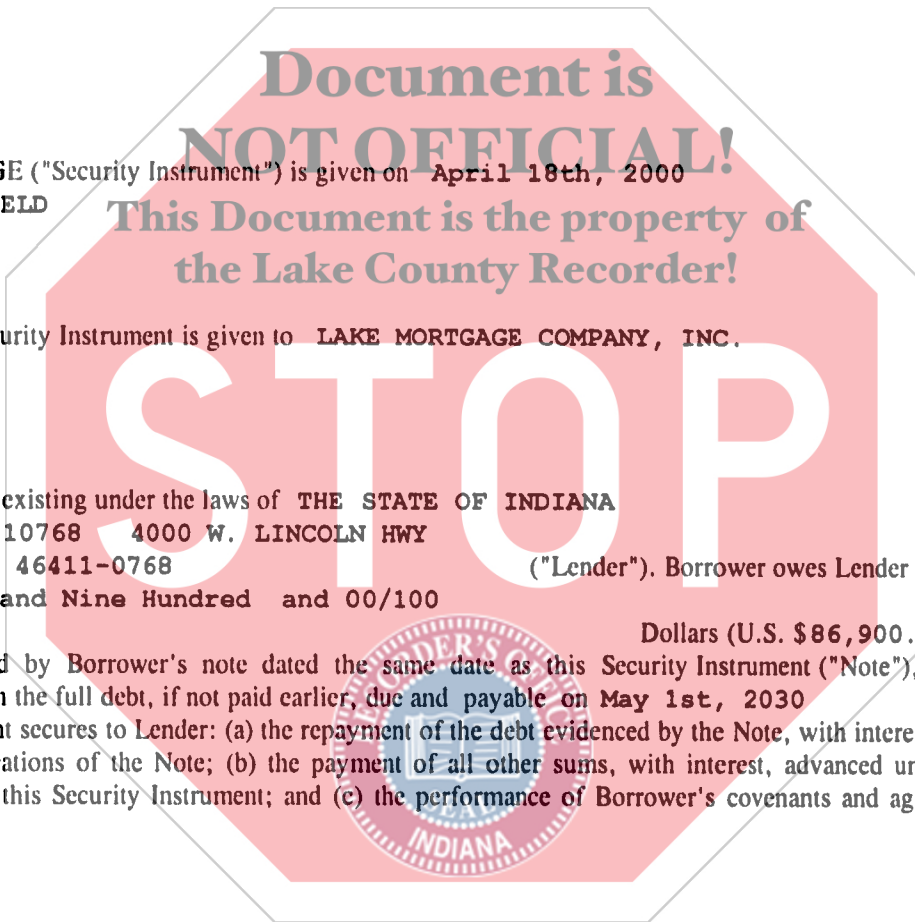 Document is
NOT OFFICIAL!
GE ("Security Instrument") is given on April 18th, 2000
ELD
This Document is the property of
the Lake County Recorder!
urity Instrument is given to LAKE MORTGAGE COMPANY, INC.
STOP
existing under the laws of THE STATE OF INDIANA
10768 4000 W. LINCOLN HWY
46411-0768 ("Lender"). Borrower owes Lender
and Nine Hundred and 00/100
Dollars (U.S. $86,900.
d by Borrower's note dated the same date as this Security Instrument ("Note"),
n the full debt, if not paid earlier, due and payable on May 1st, 2030
nt secures to Lender: (a) the repayment of the debt evidenced by the Note, with intere
ations of the Note; (b) the payment of all other sums, with interest, advanced un
this Security Instrument; and (c) the performance of Borrower's covenants and ag
RECORDER'S OFFICE
SEAL
INDIANA